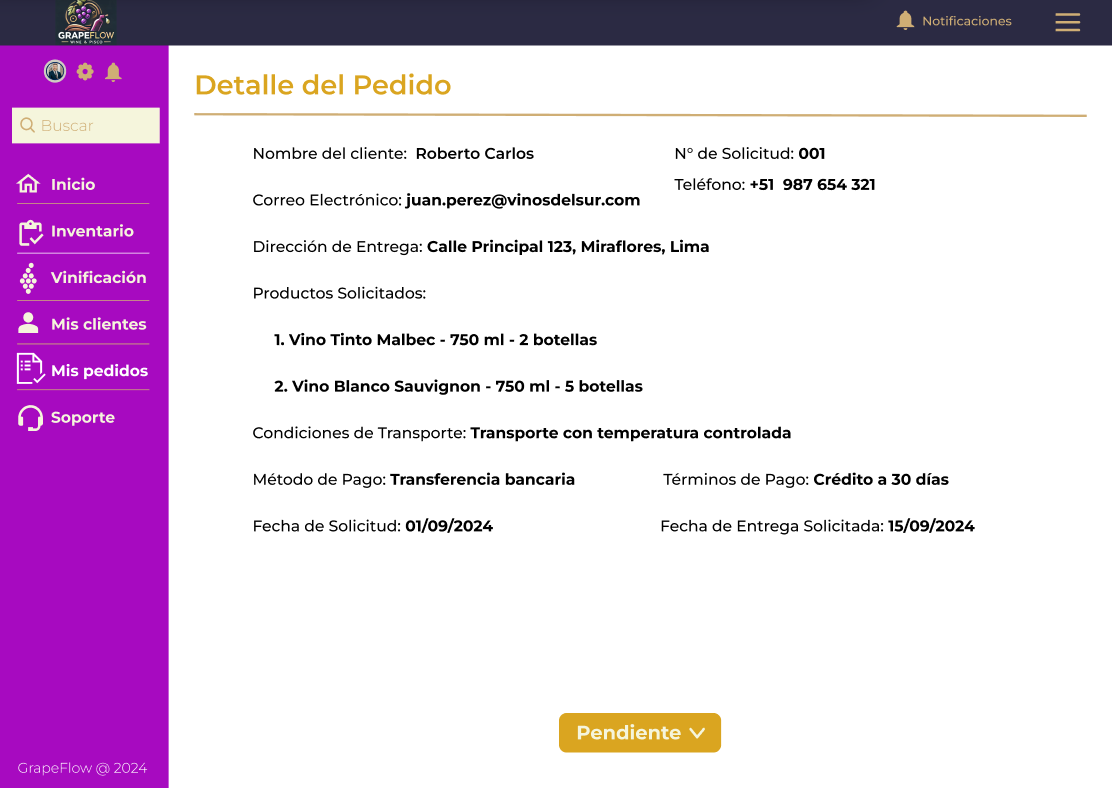 GRAPEFLOW
WINE & PISCO
Notificaciones
Buscar
Inicio
Inventario
Vinificación
Mis clientes
Mis pedidos
Soporte
GrapeFlow @ 2024
Detalle del Pedido
Nombre del cliente: Roberto Carlos
N° de Solicitud: 001
Teléfono: +51 987 654 321
Correo Electrónico: juan.perez@vinosdelsur.com
Dirección de Entrega: Calle Principal 123, Miraflores, Lima
Productos Solicitados:
1. Vino Tinto Malbec - 750 ml - 2 botellas
2. Vino Blanco Sauvignon - 750 ml - 5 botellas
Condiciones de Transporte: Transporte con temperatura controlada
Método de Pago: Transferencia bancaria
Términos de Pago: Crédito a 30 días
Fecha de Solicitud: 01/09/2024
Fecha de Entrega Solicitada: 15/09/2024
Pendiente